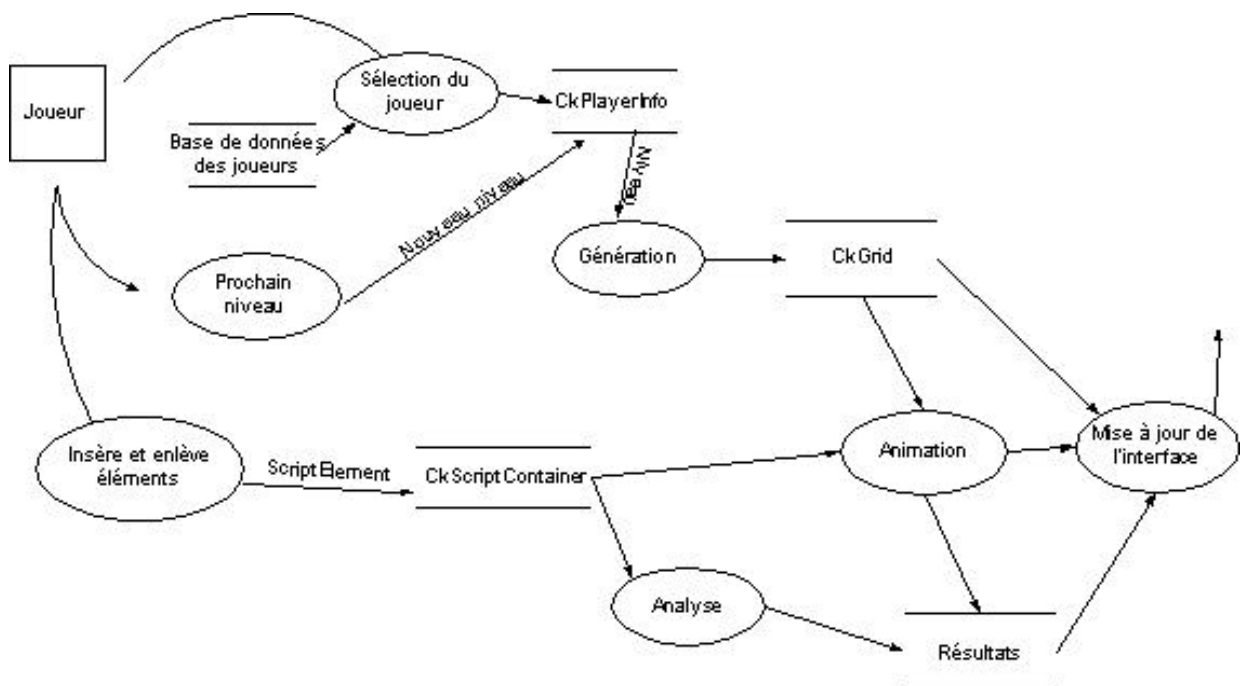 Joueur
Sélection du
joueur
CkPlayerInfo
Base de données
des joueurs
Niveau
Nouveau niveau
Génération
CkGrid
Prochain
niveau
Insère et enlève
éléments
ScriptElement
CkScriptContainer
Animation
Mise à jour de
l'interface
Analyse
Résultats